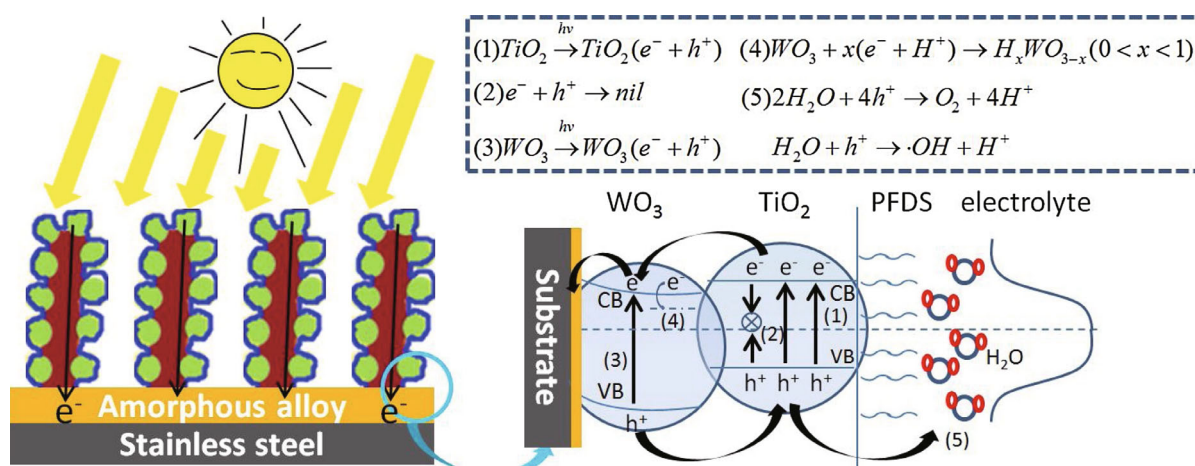 (1)TiO₂ →hν TiO₂(e⁻ + h⁺)
(4)WO₃ + x(e⁻ + H⁺) → HₓWO₃₋ₓ(0 < x < 1)
(2)e⁻ + h⁺ → nil
(5)2H₂O + 4h⁺ → O₂ + 4H⁺
(3)WO₃ →hν WO₃(e⁻ + h⁺)
H₂O + h⁺ → ·OH + H⁺
e⁻
e⁻
Amorphous alloy
Stainless steel
WO₃
TiO₂
PFDS
electrolyte
Substrate
e⁻
e⁻
CB
(4)
(3)
VB
h⁺
e⁻ e⁻ e⁻
CB
(1)
(2)
VB
h⁺ h⁺ h⁺
H₂O
(5)